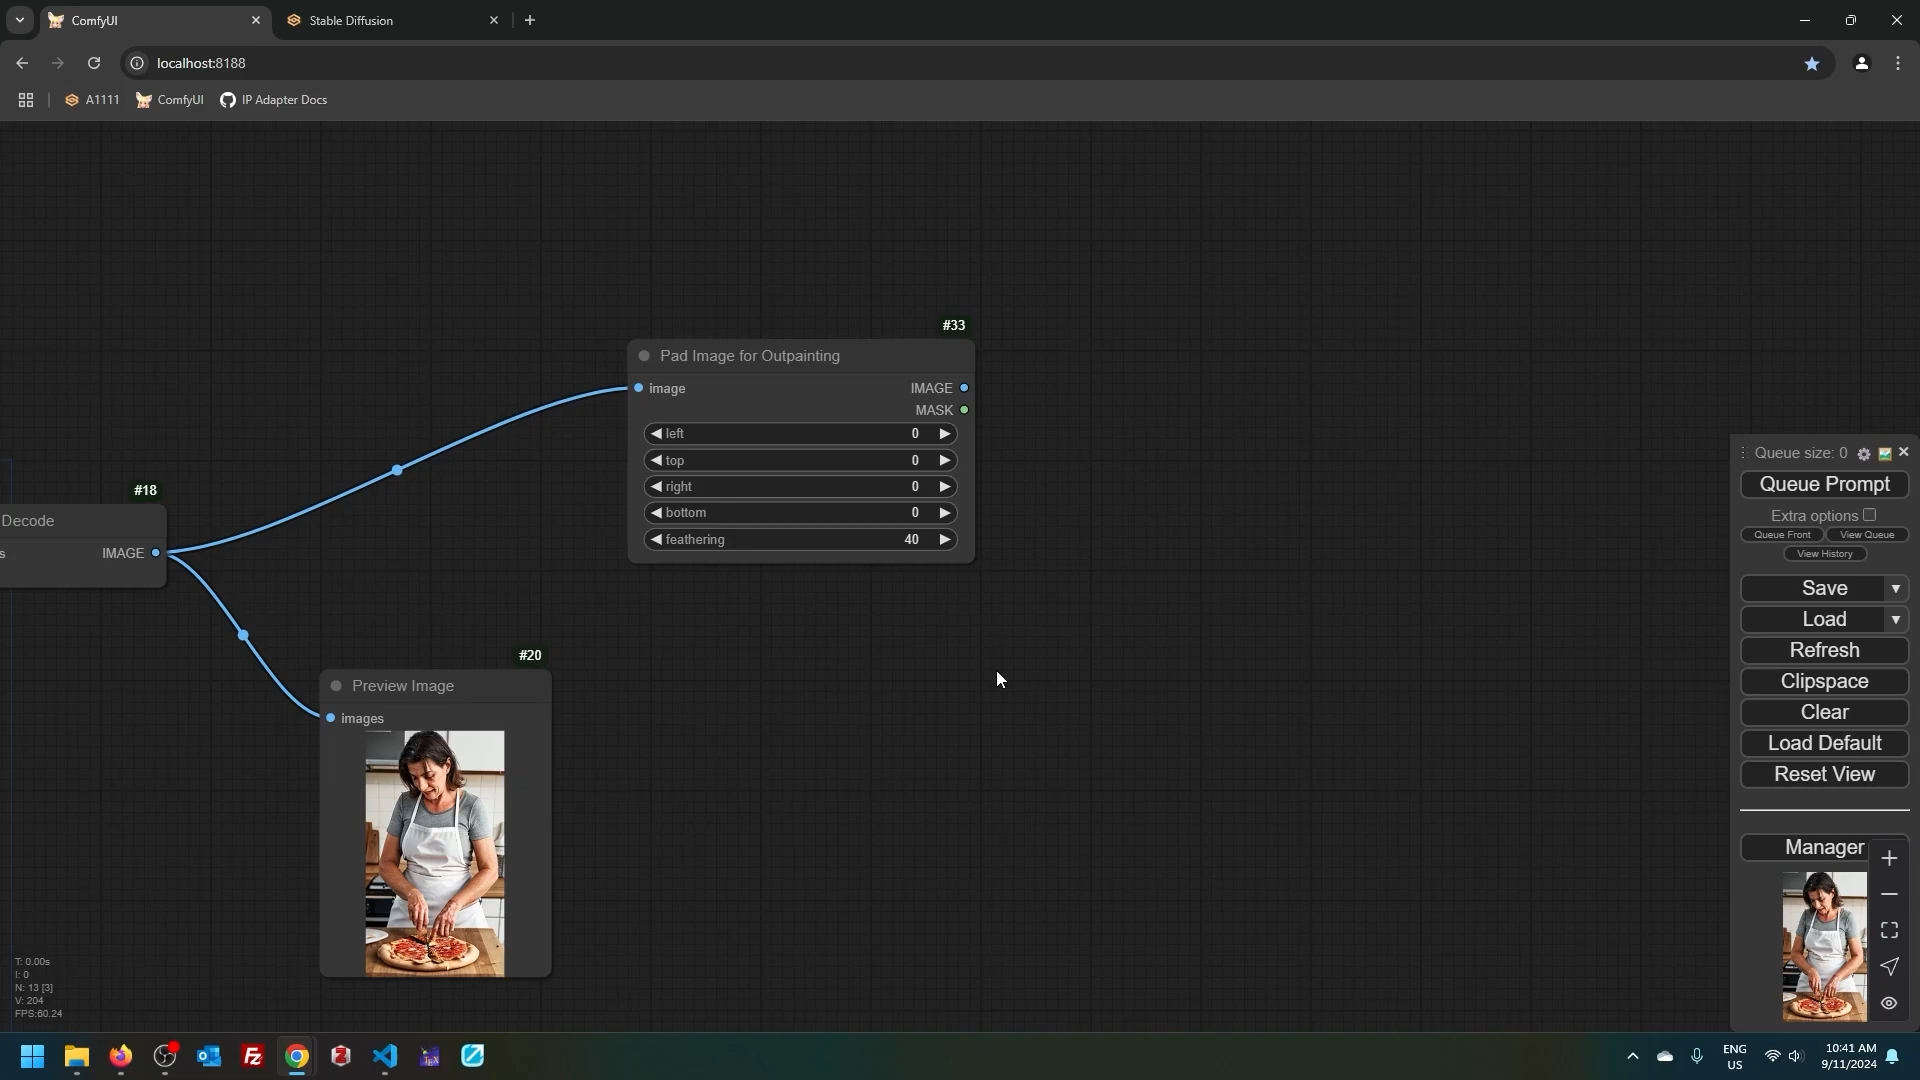 ComfyUI
Stable Diffusion
localhost:8188
A1111
ComfyUI
IP Adapter Docs
#33
Pad Image for Outpainting
image
IMAGE
MASK
left 0
top 0
right 0
bottom 0
feathering 40
#18
Decode
s
IMAGE
#20
Preview Image
images
Queue size: 0
Queue Prompt
Extra options
Queue Front
View Queue
View History
Save
Load
Refresh
Clipspace
Clear
Load Default
Reset View
Manager
T: 0.00s
I: 0
N: 13 [3]
V: 204
FPS:60.24
ENG
US
10:41 AM
9/11/2024